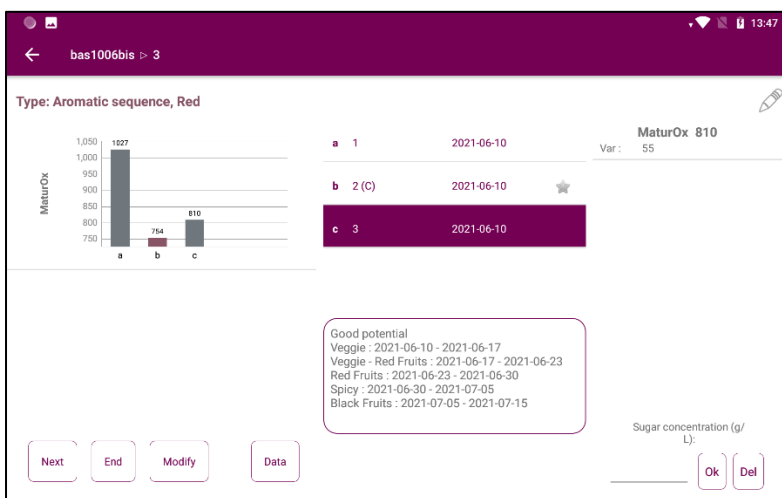 13:47
bas1006bis ▷ 3
Type: Aromatic sequence, Red
MaturOx
1,050
1,000
950
900
850
800
750
1027
754
810
a
b
c
a 1 2021-06-10
b 2 (C) 2021-06-10
c 3 2021-06-10
MaturOx 810
Var : 55
Good potential
Veggie : 2021-06-10 - 2021-06-17
Veggie - Red Fruits : 2021-06-17 - 2021-06-23
Red Fruits : 2021-06-23 - 2021-06-30
Spicy : 2021-06-30 - 2021-07-05
Black Fruits : 2021-07-05 - 2021-07-15
Sugar concentration (g/
L):
Next
End
Modify
Data
Ok
Del